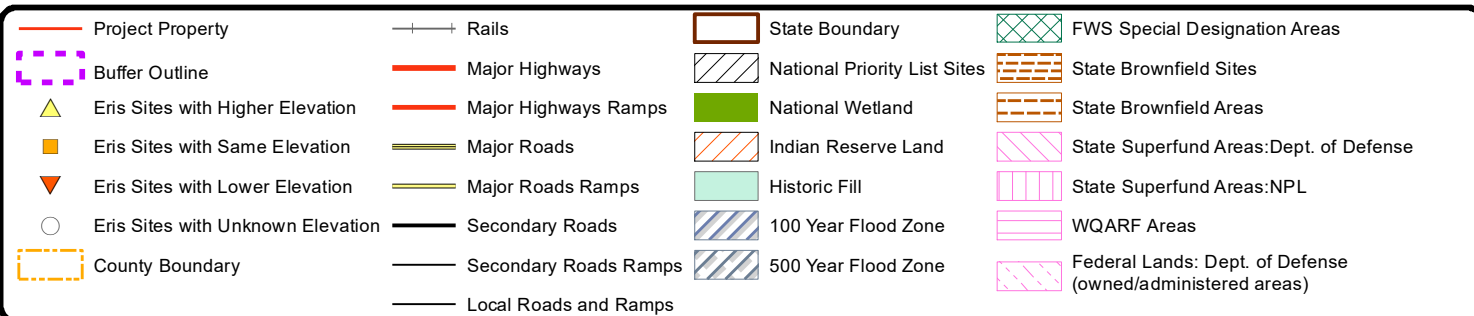 Project Property
Buffer Outline
Eris Sites with Higher Elevation
Eris Sites with Same Elevation
Eris Sites with Lower Elevation
Eris Sites with Unknown Elevation
County Boundary
Rails
Major Highways
Major Highways Ramps
Major Roads
Major Roads Ramps
Secondary Roads
Secondary Roads Ramps
Local Roads and Ramps
State Boundary
National Priority List Sites
National Wetland
Indian Reserve Land
Historic Fill
100 Year Flood Zone
500 Year Flood Zone
FWS Special Designation Areas
State Brownfield Sites
State Brownfield Areas
State Superfund Areas:Dept. of Defense
State Superfund Areas:NPL
WQARF Areas
Federal Lands: Dept. of Defense
(owned/administered areas)